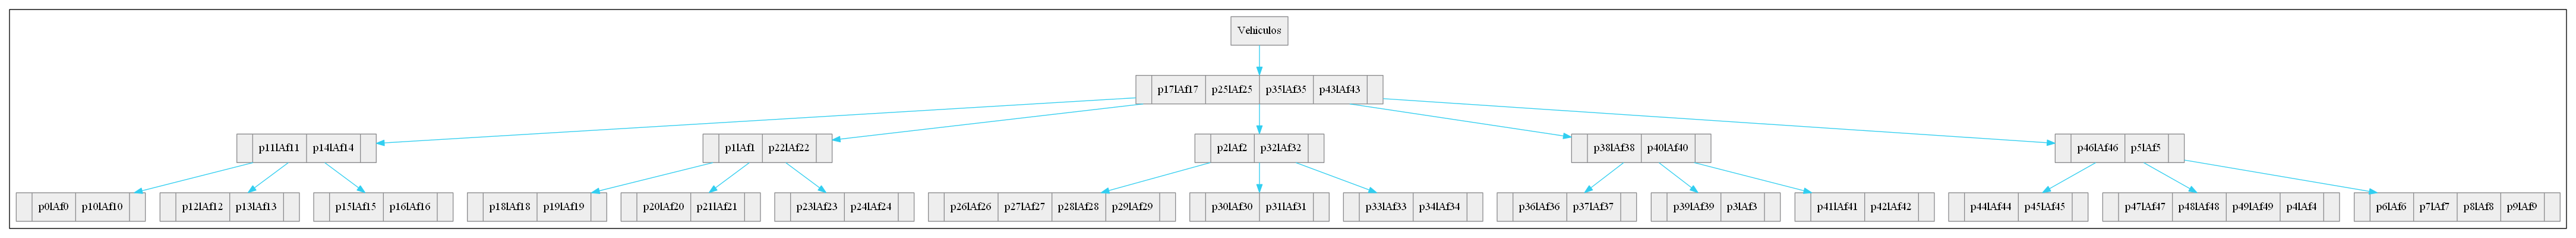 Vehiculos
p17lAf17 p25lAf25 p35lAf35 p43lAf43
p11lAf11 p14lAf14 p1lAf1 p22lAf22 p2lAf2 p32lAf32 p38lAf38 p40lAf40 p46lAf46 p5lAf5
p0lAf0 p10lAf10 p12lAf12 p13lAf13 p15lAf15 p16lAf16 p18lAf18 p19lAf19 p20lAf20 p21lAf21 p23lAf23 p24lAf24 p26lAf26 p27lAf27 p28lAf28 p29lAf29 p30lAf30 p31lAf31 p33lAf33 p34lAf34 p36lAf36 p37lAf37 p39lAf39 p3lAf3 p41lAf41 p42lAf42 p44lAf44 p45lAf45 p47lAf47 p48lAf48 p49lAf49 p4lAf4 p6lAf6 p7lAf7 p8lAf8 p9lAf9